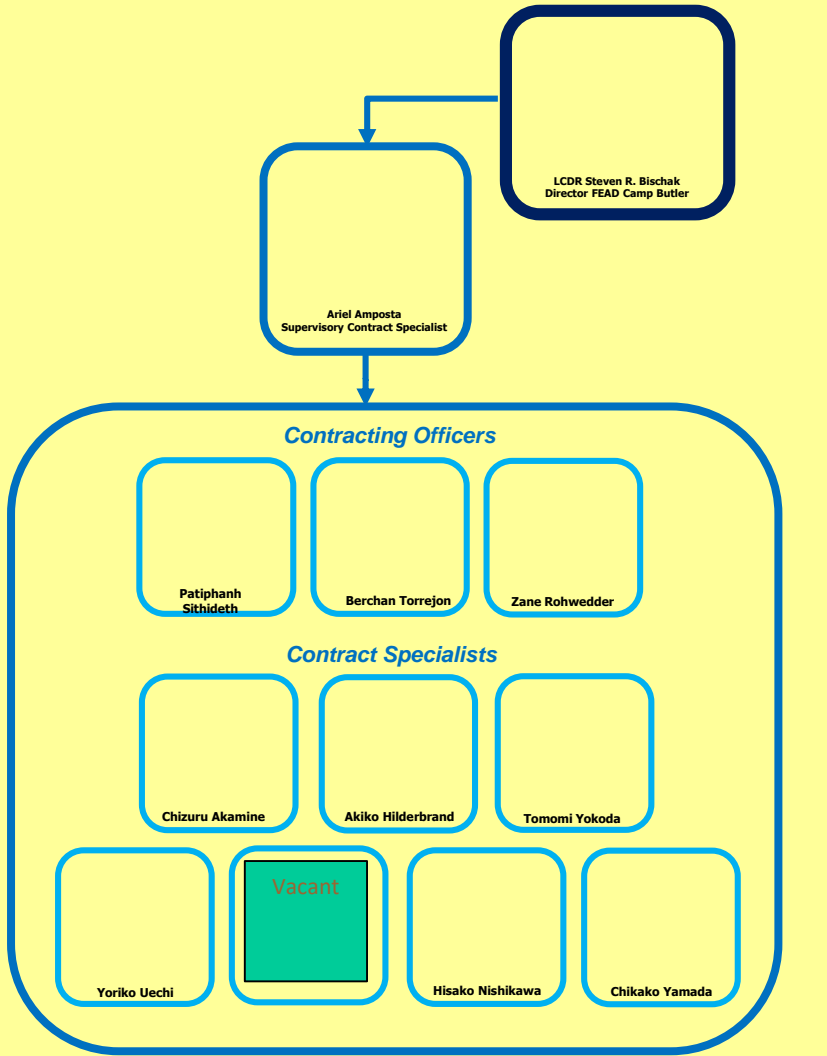 LCDR Steven R. Bischak
Director FEAD Camp Butler
Ariel Amposta
Supervisory Contract Specialist
Contracting Officers
Patiphanh
Sithideth
Berchan Torrejon
Zane Rohwedder
Contract Specialists
Chizuru Akamine
Akiko Hilderbrand
Tomomi Yokoda
Vacant
Yoriko Uechi
Hisako Nishikawa
Chikako Yamada